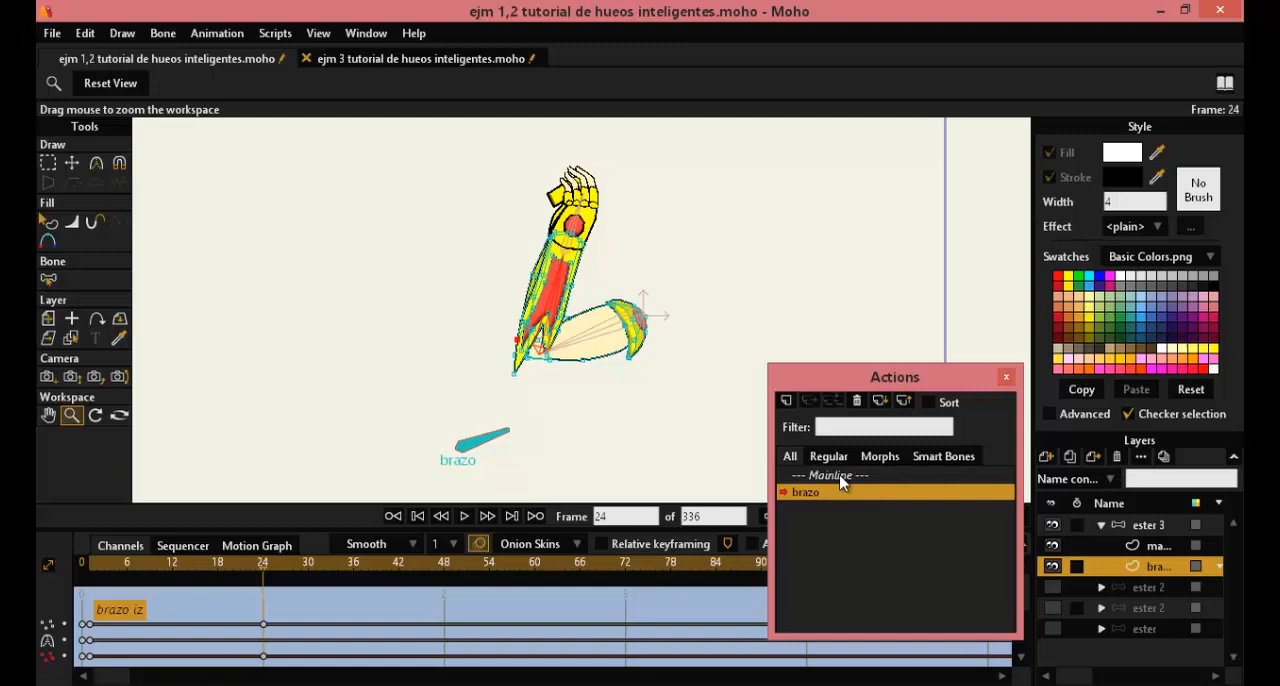 ejm 1,2 tutorial de hueos inteligentes.moho - Moho
File Edit Draw Bone Animation Scripts View Window Help
ejm 1,2 tutorial de hueos inteligentes.moho ejm 3 tutorial de hueos inteligentes.moho
Reset View
Drag mouse to zoom the workspace Frame: 24
Tools
Draw
Fill
Bone
Layer
Camera
Workspace
brazo
Style
Fill
Stroke
No
Brush
Width 4
Effect <plain> ...
Swatches Basic Colors.png
Copy Paste Reset
Advanced Checker selection
Actions
Sort
Filter:
All Regular Morphs Smart Bones
--- Mainline ---
brazo
Layers
Name con...
Name
ester 3
ma...
bra...
ester 2
ester 2
ester
Frame 24 of 336
Channels Sequencer Motion Graph Smooth 1 Onion Skins Relative keyframing
0 6 12 18 24 30 36 42 48 54 60 66 72 78 84 90
0 2 3
brazo iz